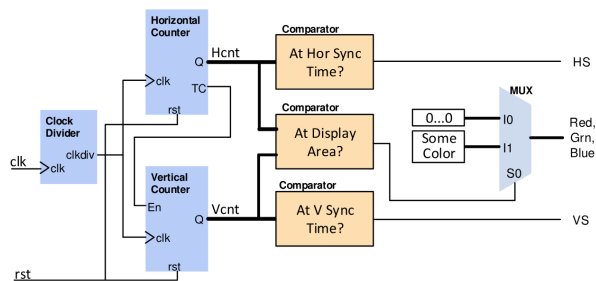 Horizontal
Counter
Q
clk
TC
rst
Hcnt
Comparator
At Hor Sync
Time?
HS
Clock
Divider
clkdiv
clk
clk
Comparator
At Display
Area?
MUX
0...0
I0
Some
Color
I1
S0
Red,
Grn,
Blue
Vertical
Counter
En
Q
clk
rst
Vcnt
Comparator
At V Sync
Time?
VS
rst